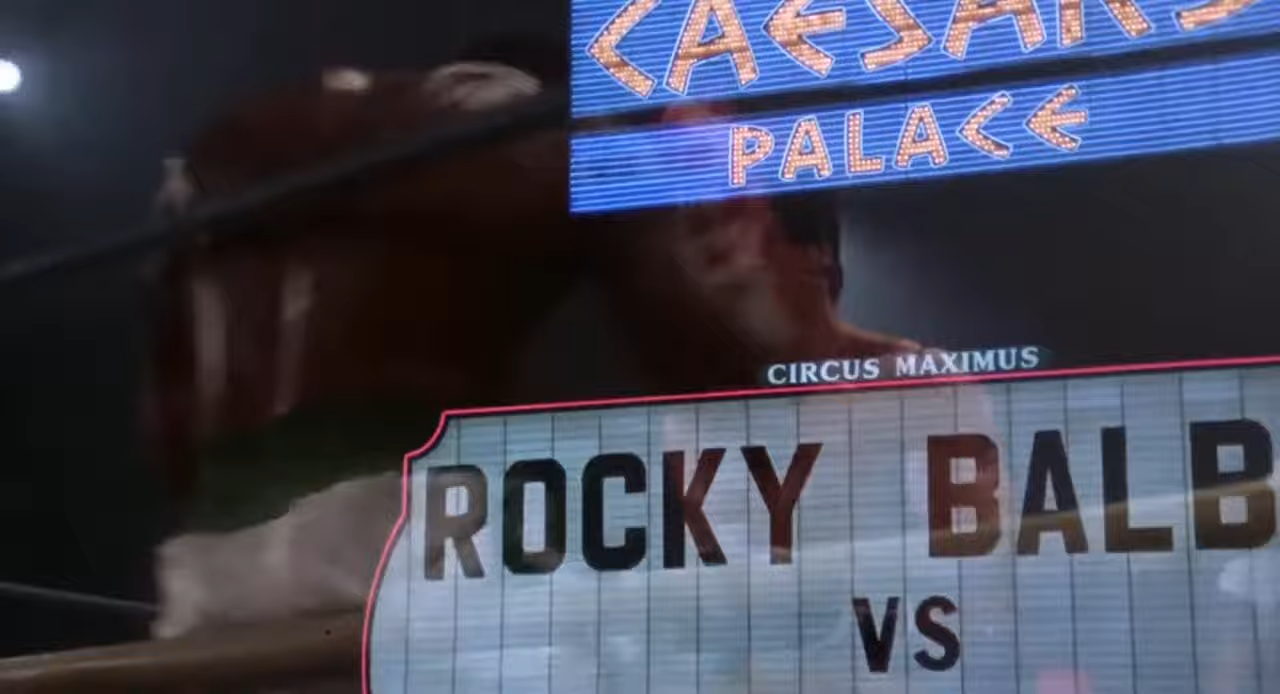 CAESARS
PALACE
CIRCUS MAXIMUS
ROCKY BALB
VS